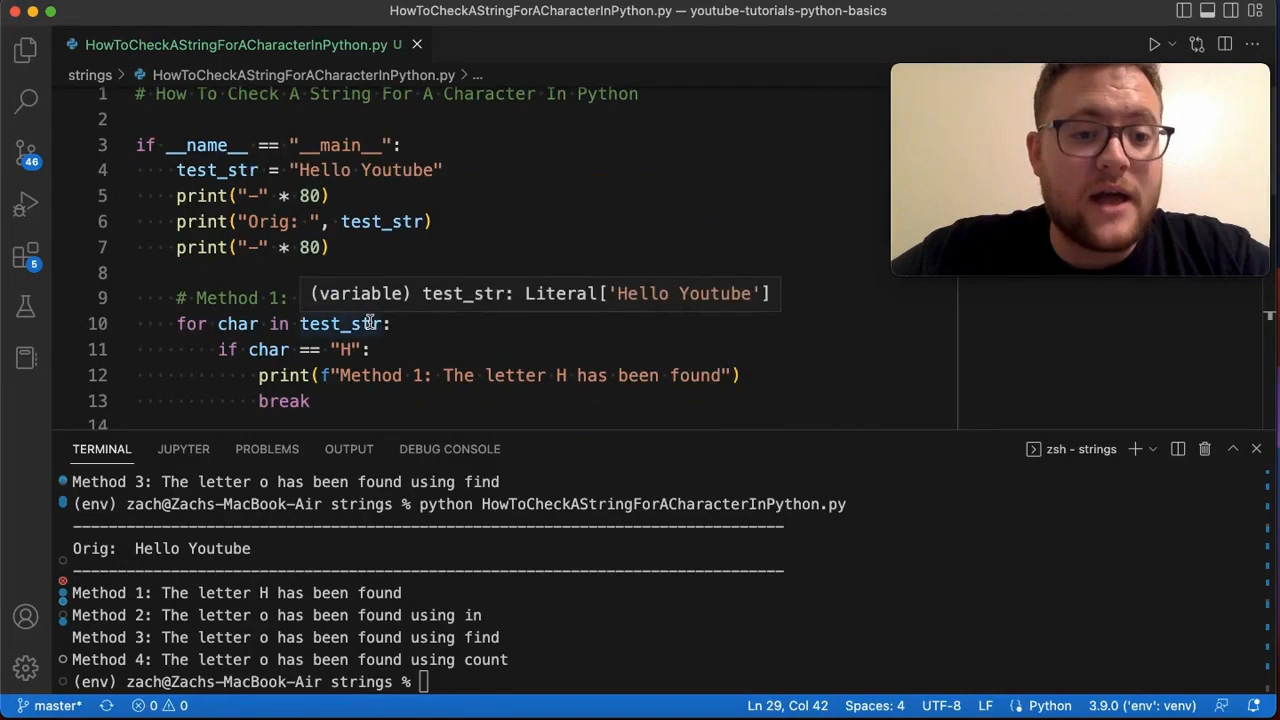 HowToCheckAStringForACharacterInPython.py — youtube-tutorials-python-basics
HowToCheckAStringForACharacterInPython.py U
strings > HowToCheckAStringForACharacterInPython.py > ...
1 # How To Check A String For A Character In Python
2
3 if __name__ == "__main__":
4 test_str = "Hello Youtube"
5 print("-" * 80)
6 print("Orig: ", test_str)
7 print("-" * 80)
8
(variable) test_str: Literal['Hello Youtube']
9 # Method 1:
10 for char in test_str:
11 if char == "H":
12 print(f"Method 1: The letter H has been found")
13 break
14
46
5
TERMINAL JUPYTER PROBLEMS OUTPUT DEBUG CONSOLE zsh - strings
Method 3: The letter o has been found using find
(env) zach@Zachs-MacBook-Air strings % python HowToCheckAStringForACharacterInPython.py
--------------------------------------------------------------------------------
Orig:  Hello Youtube
--------------------------------------------------------------------------------
Method 1: The letter H has been found
Method 2: The letter o has been found using in
Method 3: The letter o has been found using find
Method 4: The letter o has been found using count
(env) zach@Zachs-MacBook-Air strings %
master* 0 0 Ln 29, Col 42 Spaces: 4 UTF-8 LF Python 3.9.0 ('env': venv)